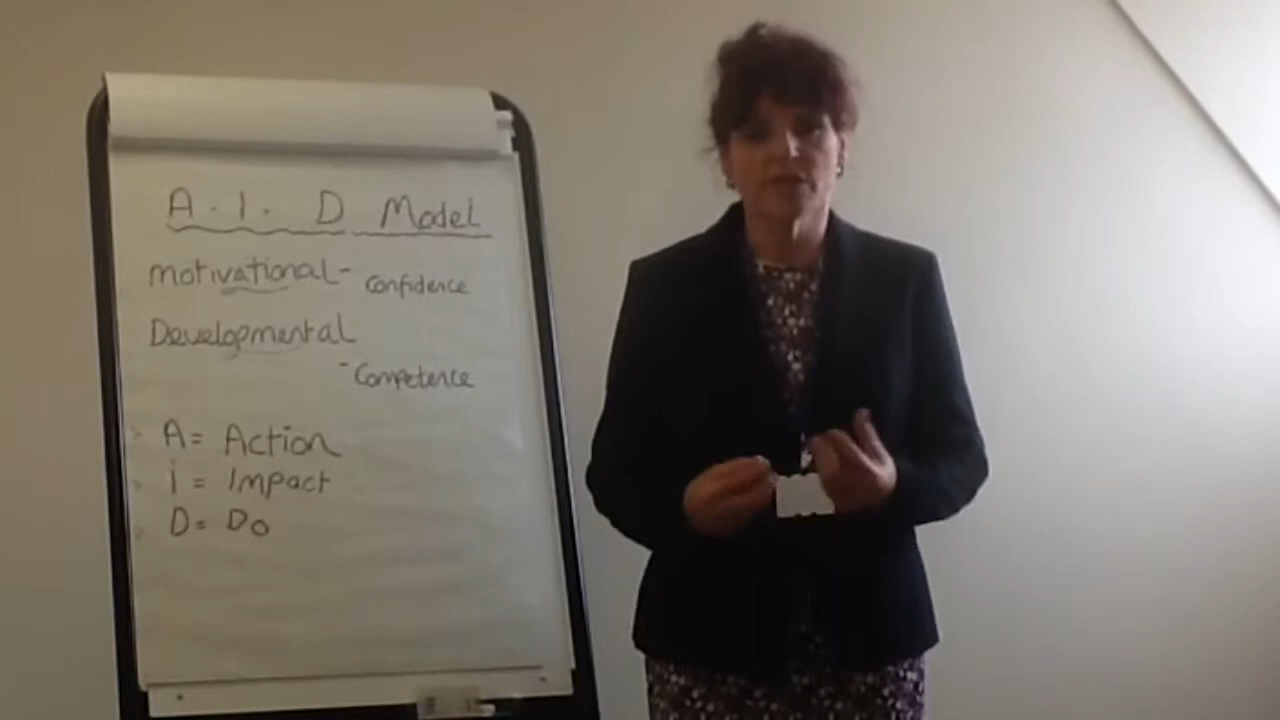 A. I. D Model
Motivational - Confidence
Developmental
- Competence
A = Action
i = Impact
D = Do